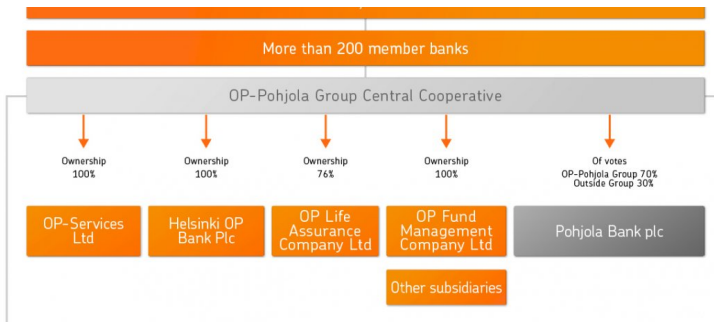 More than 200 member banks
OP-Pohjola Group Central Cooperative
Ownership
100%
Ownership
100%
Ownership
76%
Ownership
100%
Of votes
OP-Pohjola Group 70%
Outside Group 30%
OP-Services
Ltd
Helsinki OP
Bank Plc
OP Life
Assurance
Company Ltd
OP Fund
Management
Company Ltd
Pohjola Bank plc
Other subsidiaries